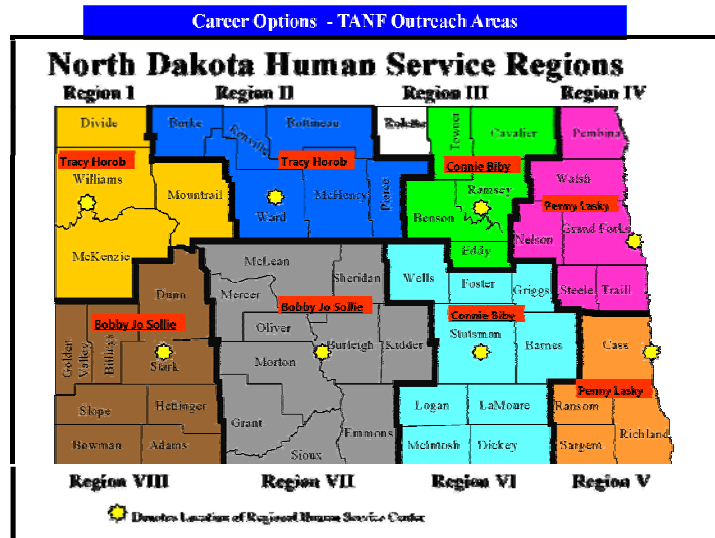 Career Options - TANF Outreach Areas
North Dakota Human Service Regions
Region I
Region II
Region III
Region IV
Divide
Burke
Renville
Bottineau
Rolette
Towner
Cavalier
Pembina
Tracy Horob
Tracy Horob
Connie Biby
Walsh
Williams
Mountrail
Ward
McHenry
Pierce
Ramsey
Benson
Penny Lasky
Nelson
Grand Forks
McKenzie
Eddy
McLean
Sheridan
Wells
Foster
Griggs
Steele
Traill
Dunn
Mercer
Bobby Jo Sollie
Bobby Jo Sollie
Connie Biby
Oliver
Stutsman
Golden Valley
Billings
Stark
Morton
Burleigh
Kidder
Barnes
Cass
Penny Lasky
Slope
Hettinger
Grant
Emmons
Logan
LaMoure
Ransom
Richland
Bowman
Adams
Sioux
McIntosh
Dickey
Sargent
Region VIII
Region VII
Region VI
Region V
Denotes Location of Regional Human Service Center